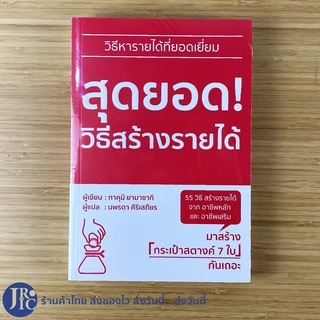 วิธีหารายได้ที่ยอดเยี่ยม
สุดยอด!
วิธีสร้างรายได้
ผู้เขียน : ทาคุมิ ยามาซากิ
ผู้แปล : นพรดา ศิริเสถียร
55 วิธี สร้างรายได้
จาก อาชีพหลัก
และ อาชีพเสริม
มาสร้าง
「กระเป๋าสตางค์ 7 ใบ」
กันเถอะ
JRC ร้านค้าไทย ส่งของไว สั่งวันนี้...ส่งวันนี้